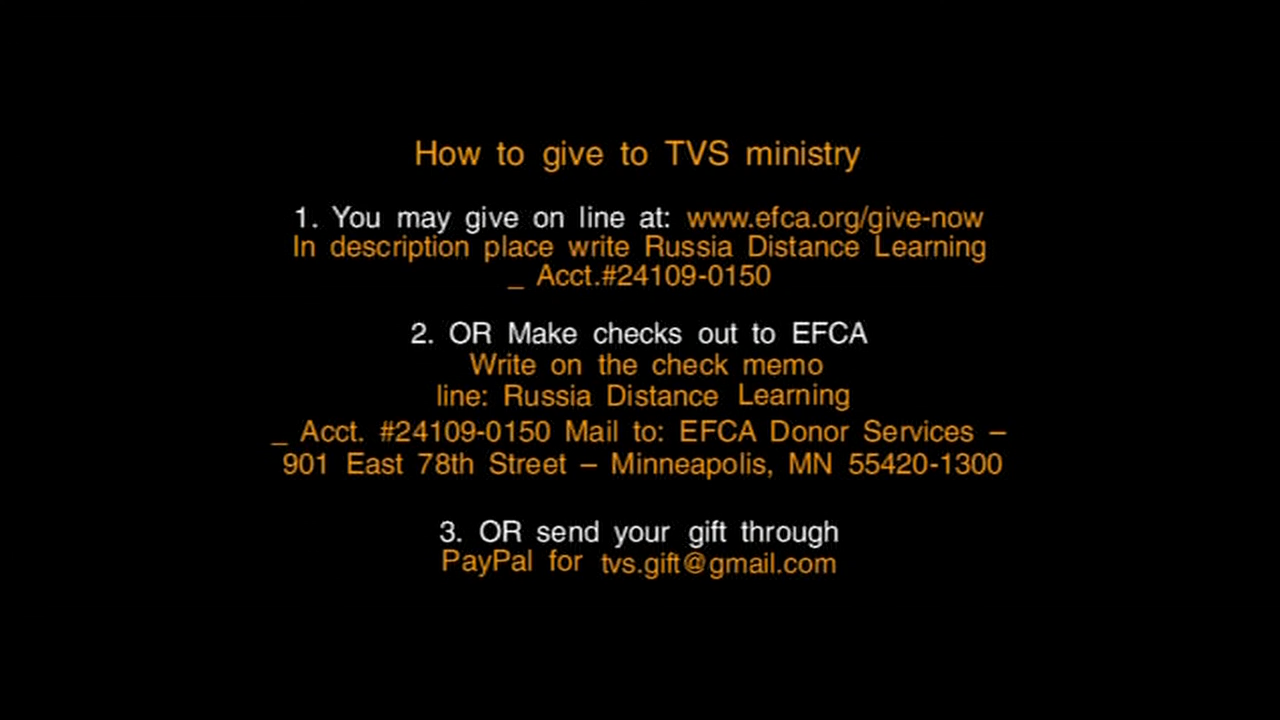 How to give to TVS ministry
1. You may give on line at: www.efca.org/give-now
In description place write Russia Distance Learning
_ Acct.#24109-0150
2. OR Make checks out to EFCA
Write on the check memo
line: Russia Distance Learning
_ Acct. #24109-0150 Mail to: EFCA Donor Services –
901 East 78th Street – Minneapolis, MN 55420-1300
3. OR send your gift through
PayPal for tvs.gift@gmail.com